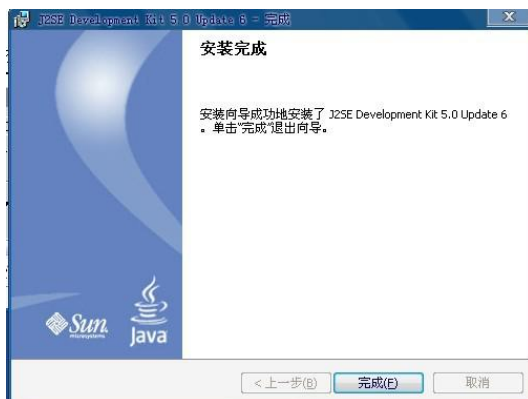 J2SE Development Kit 5.0 Update 6 - 完成
安装完成
安装向导成功地安装了 J2SE Development Kit 5.0 Update 6
。单击“完成”退出向导。
Sun
microsystems
Java
<上一步(B)
完成(F)
取消